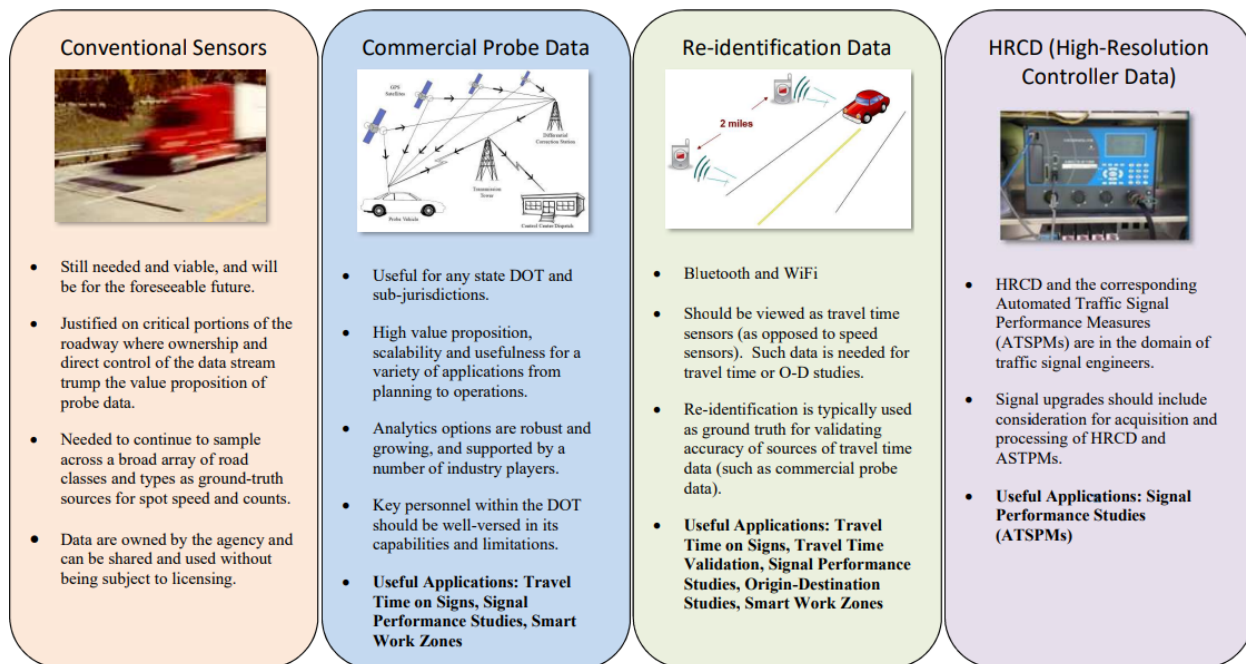 Conventional Sensors
• Still needed and viable, and will
be for the foreseeable future.
• Justified on critical portions of the
roadway where ownership and
direct control of the data stream
trump the value proposition of
probe data.
• Needed to continue to sample
across a broad array of road
classes and types as ground-truth
sources for spot speed and counts.
• Data are owned by the agency and
can be shared and used without
being subject to licensing.
Commercial Probe Data
GPS
Satellites
Differential
Correction Station
Transmission
Tower
Probe Vehicle
Control Center Dispatch
• Useful for any state DOT and
sub-jurisdictions.
• High value proposition,
scalability and usefulness for a
variety of applications from
planning to operations.
• Analytics options are robust and
growing, and supported by a
number of industry players.
• Key personnel within the DOT
should be well-versed in its
capabilities and limitations.
• Useful Applications: Travel
Time on Signs, Signal
Performance Studies, Smart
Work Zones
Re-identification Data
2 miles
• Bluetooth and WiFi
• Should be viewed as travel time
sensors (as opposed to speed
sensors). Such data is needed for
travel time or O-D studies.
• Re-identification is typically used
as ground truth for validating
accuracy of sources of travel time
data (such as commercial probe
data).
• Useful Applications: Travel
Time on Signs, Travel Time
Validation, Signal Performance
Studies, Origin-Destination
Studies, Smart Work Zones
HRCD (High-Resolution
Controller Data)
• HRCD and the corresponding
Automated Traffic Signal
Performance Measures
(ATSPMs) are in the domain of
traffic signal engineers.
• Signal upgrades should include
consideration for acquisition and
processing of HRCD and
ASTPMs.
• Useful Applications: Signal
Performance Studies
(ATSPMs)